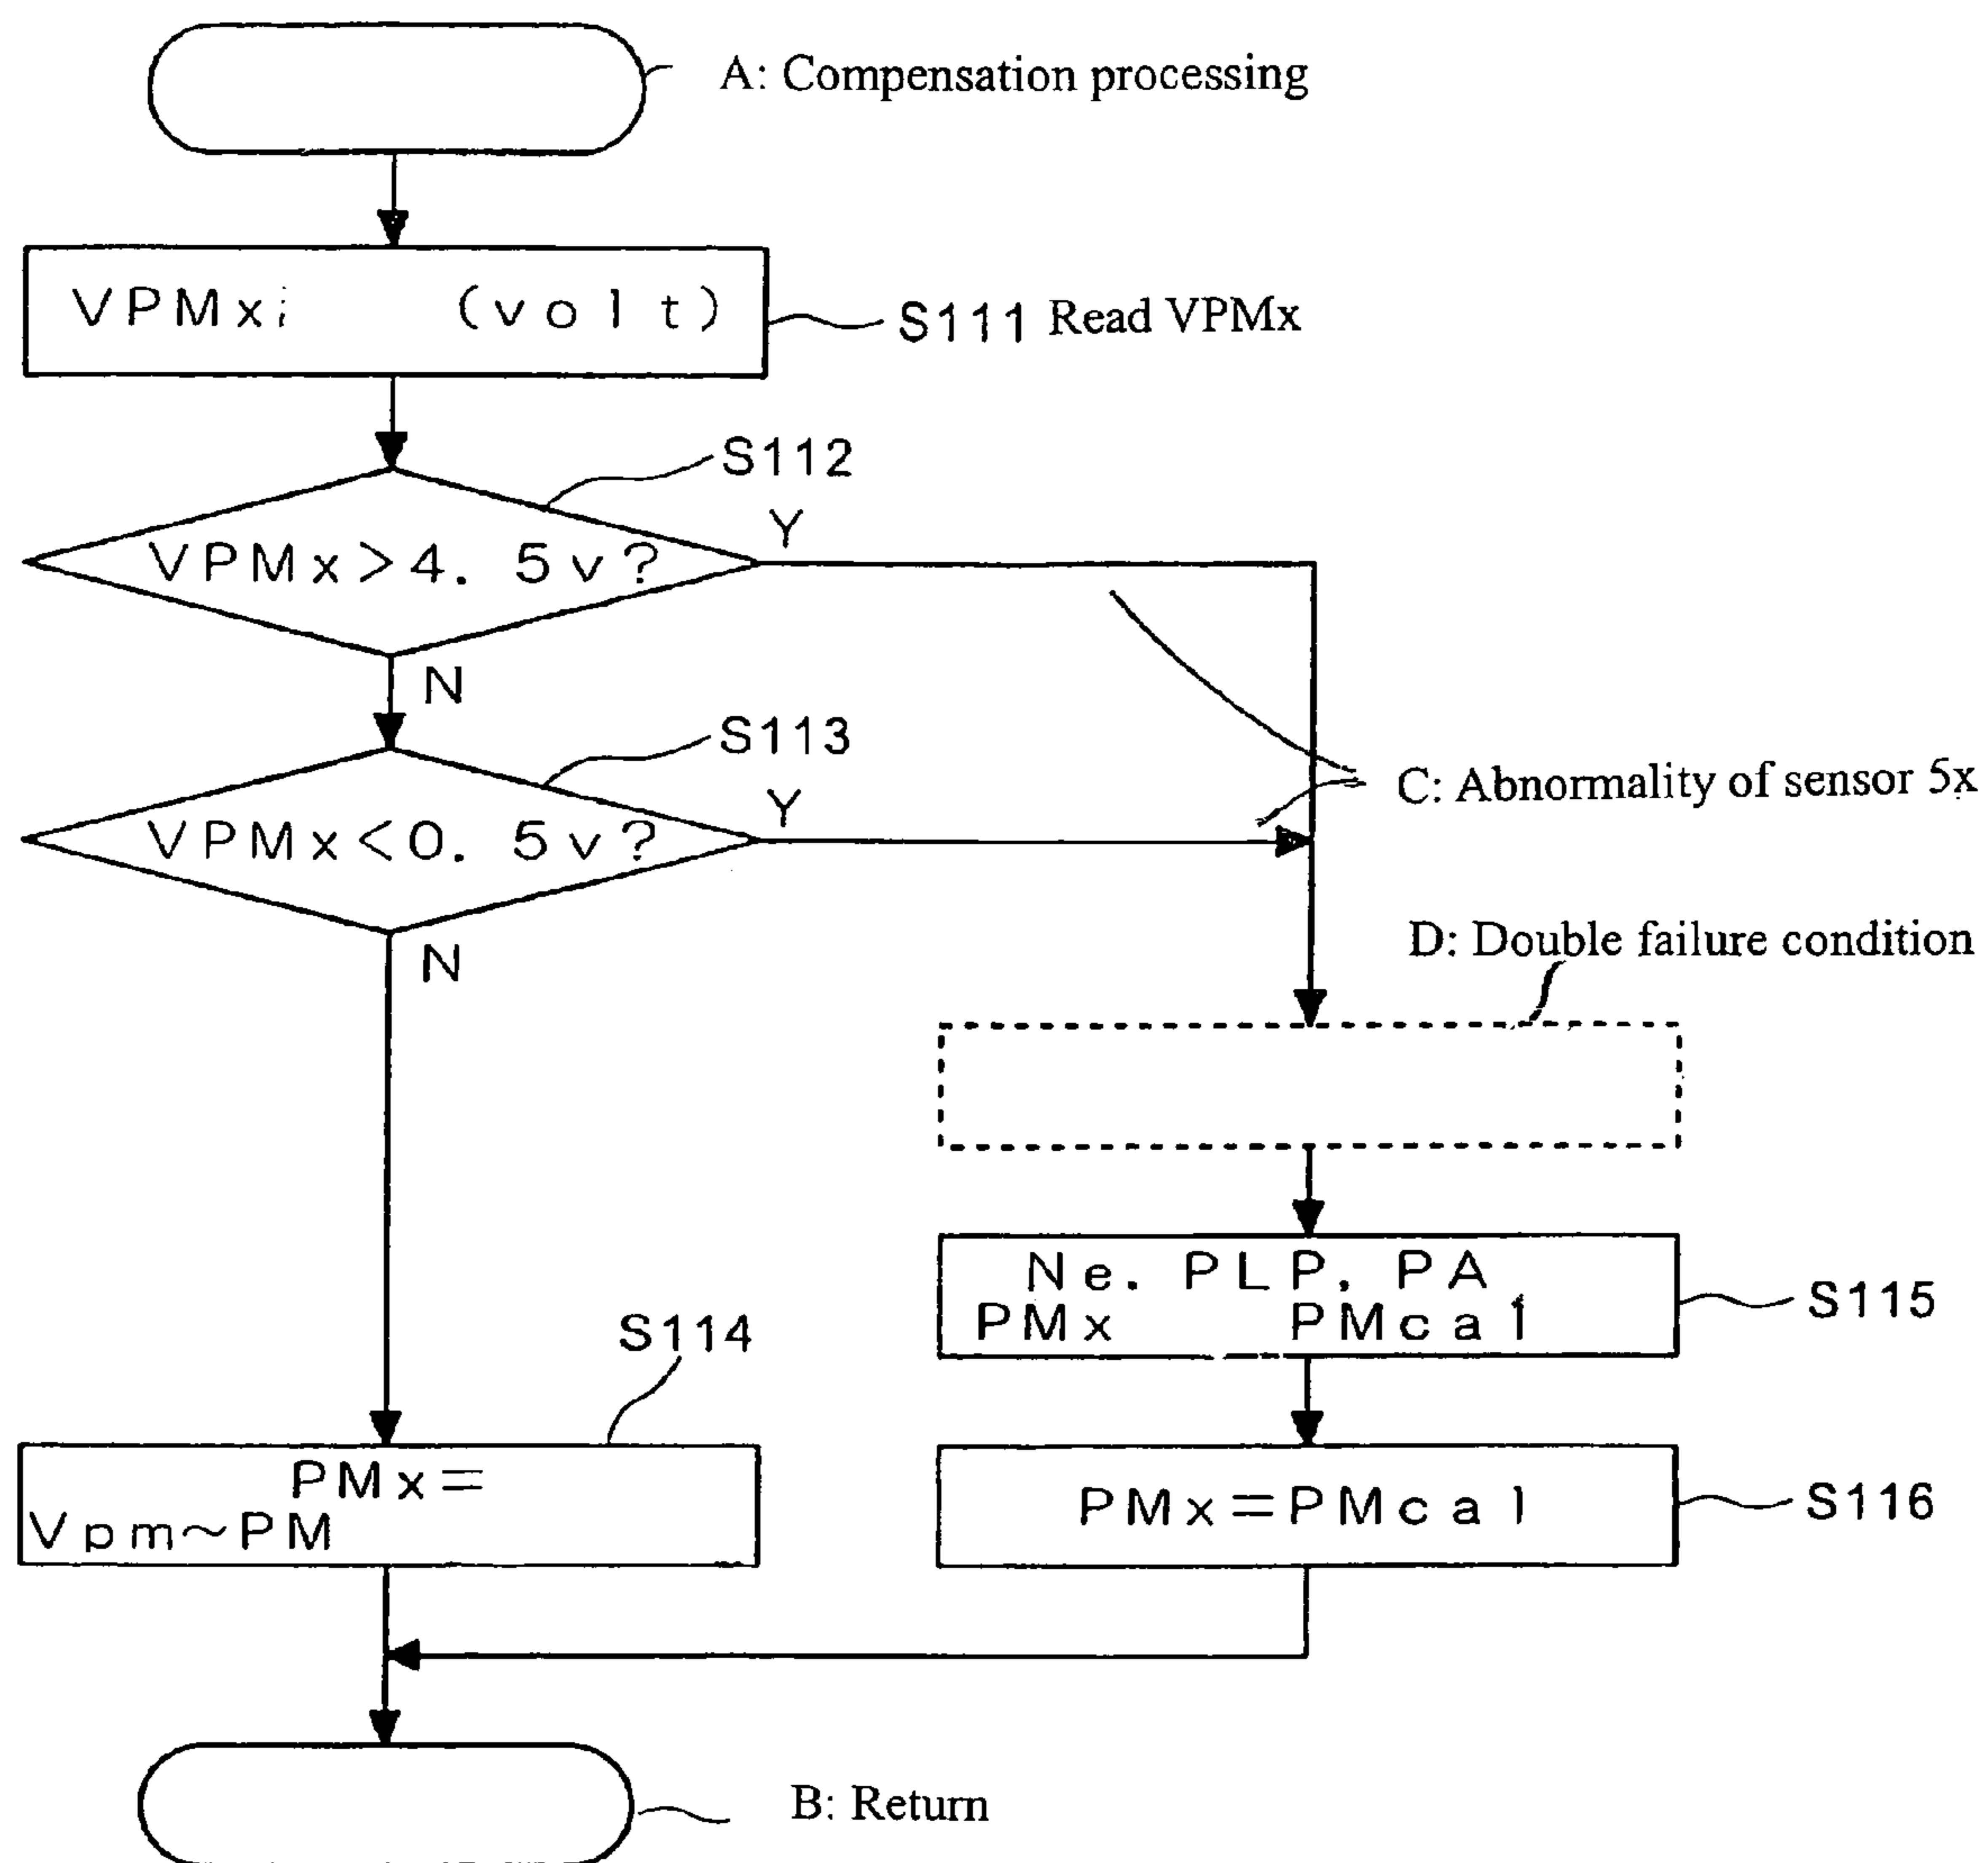 A: Compensation processing
VPMx; (volt)
S111 Read VPMx
S112
VPMx>4. 5v?
Y
N
S113
VPMx<0. 5v?
Y
N
C: Abnormality of sensor 5x
D: Double failure condition
Ne. PLP, PA
PMx PMcal
S115
S114
PMx=
Vpm~PM
PMx=PMcal
S116
B: Return